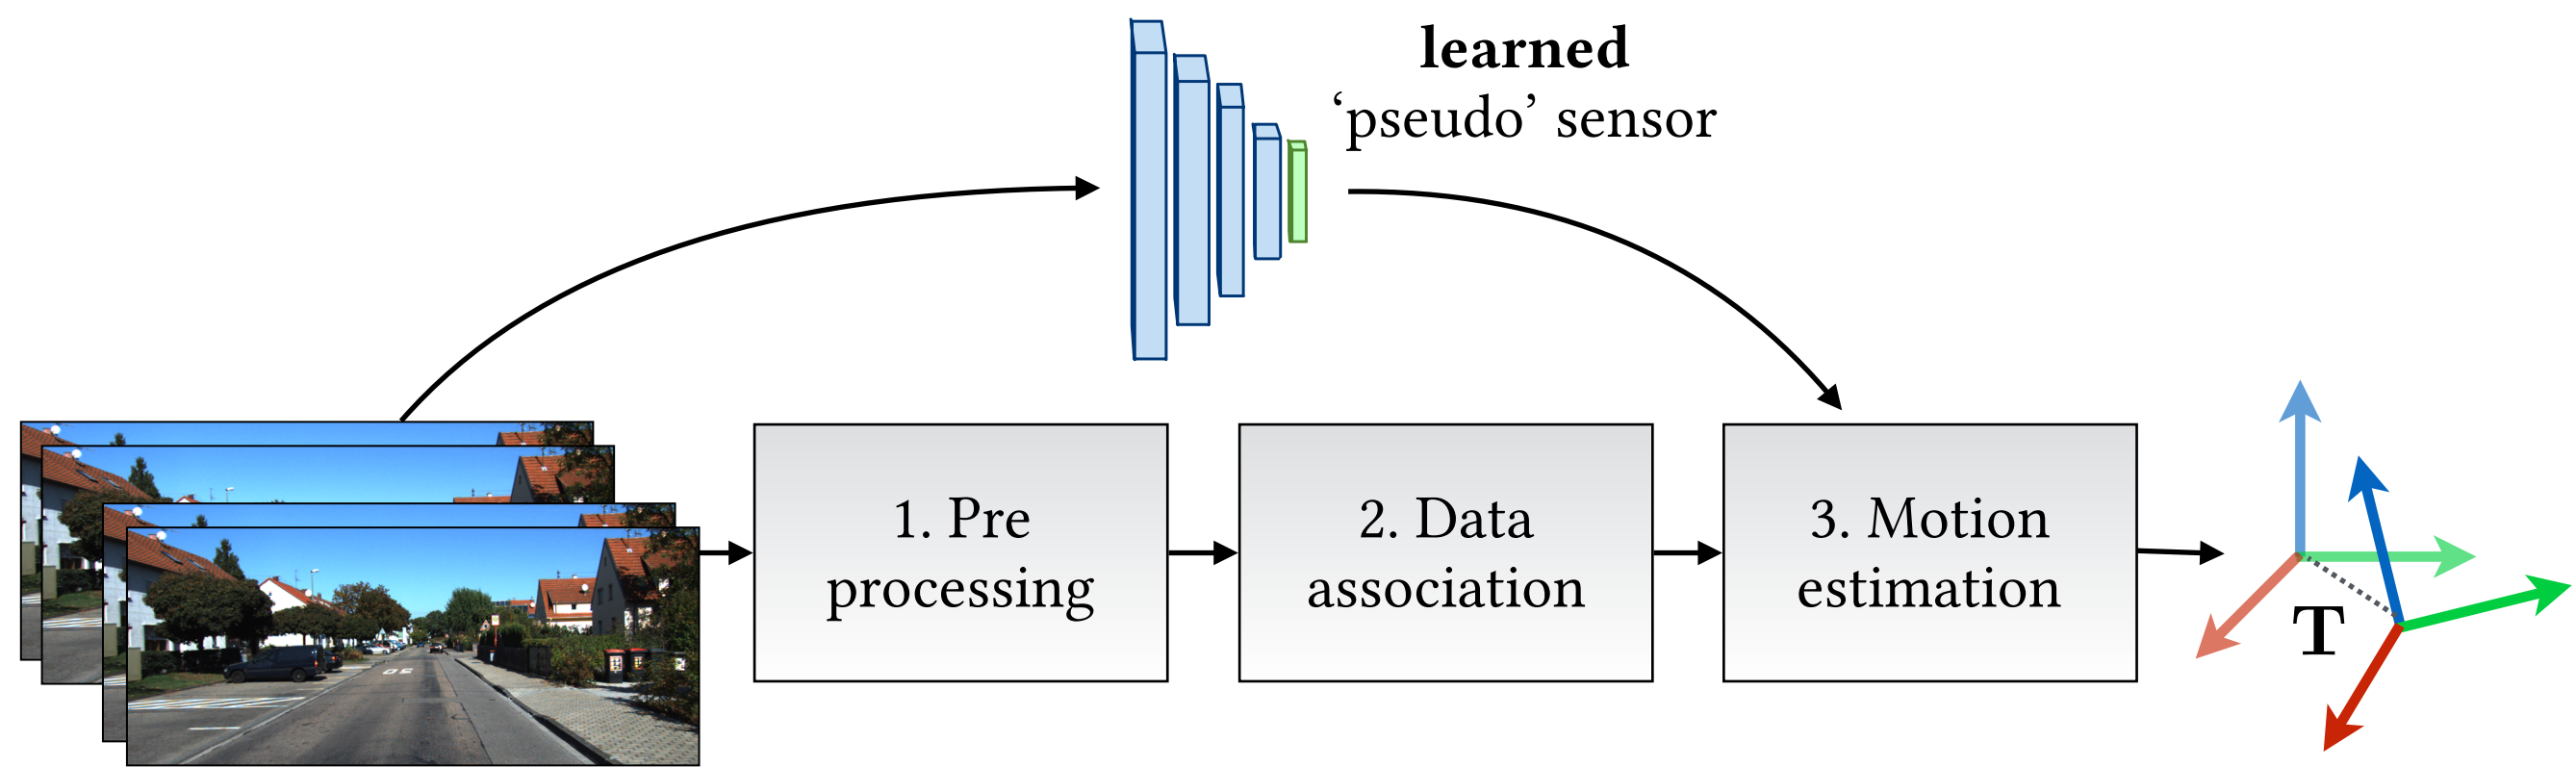 learned
‘pseudo’ sensor
1. Pre
processing
2. Data
association
3. Motion
estimation
T